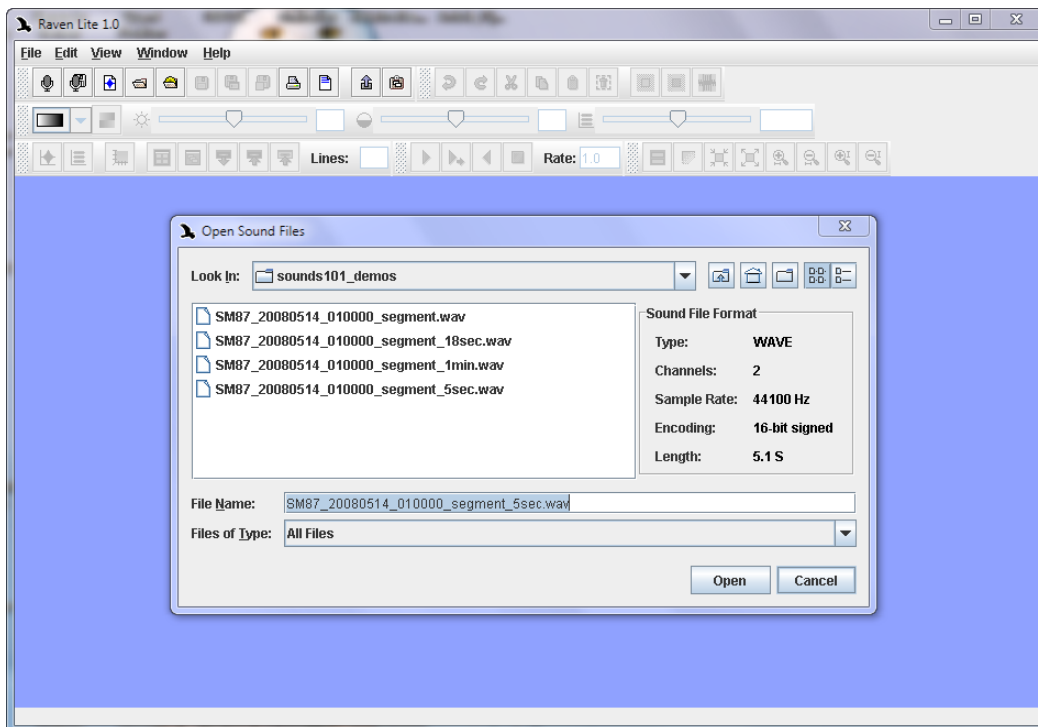 Raven Lite 1.0
File Edit View Window Help
Lines:
Rate: 1.0
Open Sound Files
Look In: sounds101_demos
SM87_20080514_010000_segment.wav
SM87_20080514_010000_segment_18sec.wav
SM87_20080514_010000_segment_1min.wav
SM87_20080514_010000_segment_5sec.wav
Sound File Format
Type: WAVE
Channels: 2
Sample Rate: 44100 Hz
Encoding: 16-bit signed
Length: 5.1 S
File Name: SM87_20080514_010000_segment_5sec.wav
Files of Type: All Files
Open Cancel